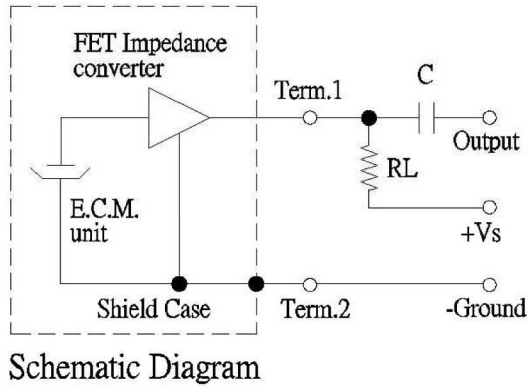 FET Impedance
converter
Term.1
C
Output
RL
+Vs
E.C.M.
unit
Shield Case
Term.2
-Ground
Schematic Diagram